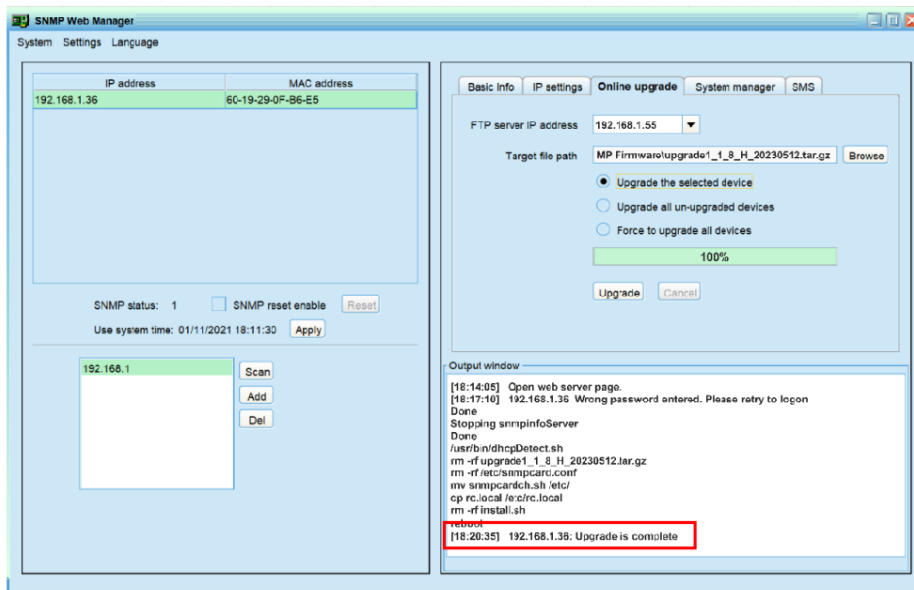 SNMP Web Manager
System Settings Language
IP address MAC address
192.168.1.36 60-19-29-0F-B6-E5
SNMP status: 1 SNMP reset enable Reset
Use system time: 01/11/2021 18:11:30 Apply
192.168.1
Scan
Add
Del
Basic Info IP settings Online upgrade System manager SMS
FTP server IP address 192.168.1.55
Target file path MP Firmware\upgrade1_1_8_H_20230512.tar.gz Browse
Upgrade the selected device
Upgrade all un-upgraded devices
Force to upgrade all devices
100%
Upgrade Cancel
Output window
[18:14:05] Open web server page.
[18:17:10] 192.168.1.36 Wrong password entered. Please retry to logon
Done
Stopping snmpinfoServer
Done
/usr/bin/dhcpDetect.sh
rm -rf upgrade1_1_8_H_20230512.tar.gz
rm -rf /etc/snmpcard.conf
mv snmpcardch.sh /etc/
cp rc.local /etc/rc.local
rm -rf install.sh
reboot
[18:20:35] 192.168.1.36: Upgrade is complete